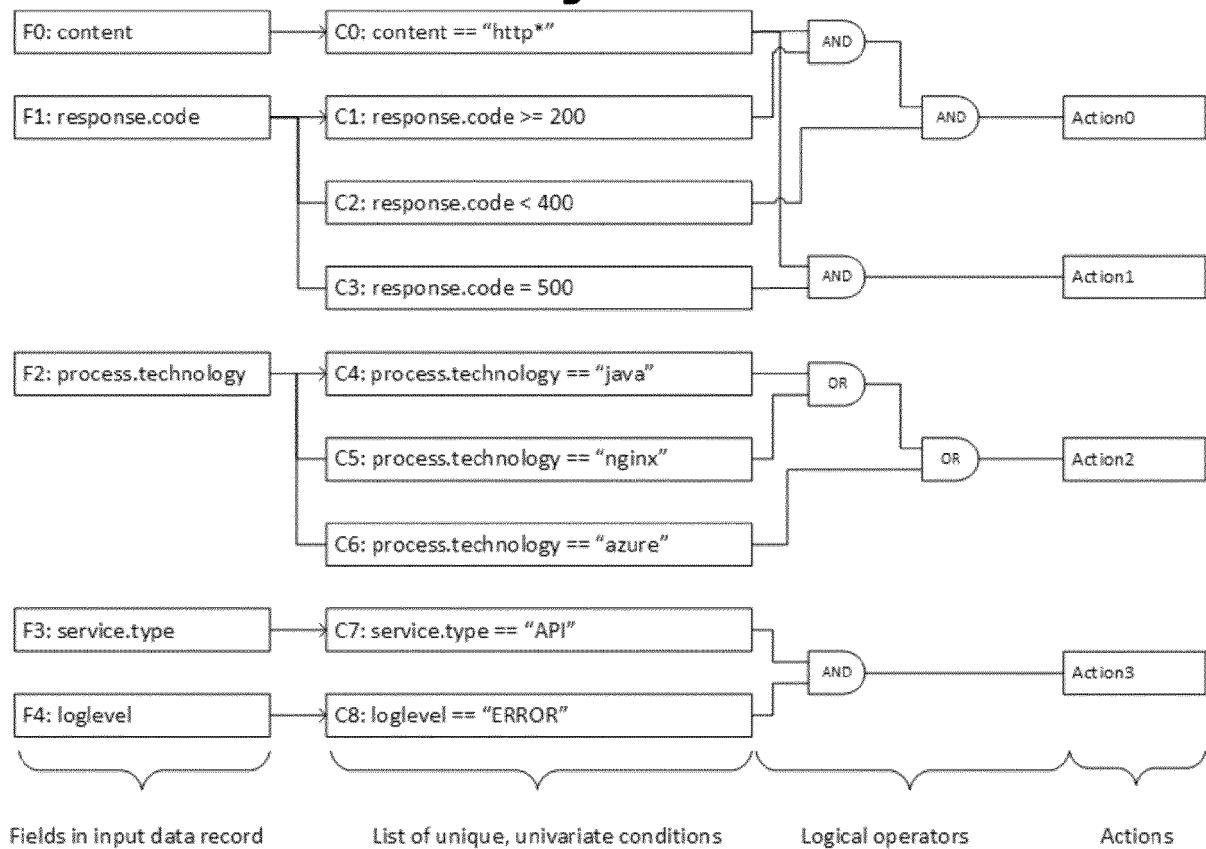 F0: content
C0: content == “http*”
AND
F1: response.code
C1: response.code >= 200
AND
Action0
C2: response.code < 400
C3: response.code = 500
AND
Action1
F2: process.technology
C4: process.technology == “java”
OR
C5: process.technology == “nginx”
OR
Action2
C6: process.technology == “azure”
F3: service.type
C7: service.type == “API”
AND
Action3
F4: loglevel
C8: loglevel == “ERROR”
Fields in input data record
List of unique, univariate conditions
Logical operators
Actions